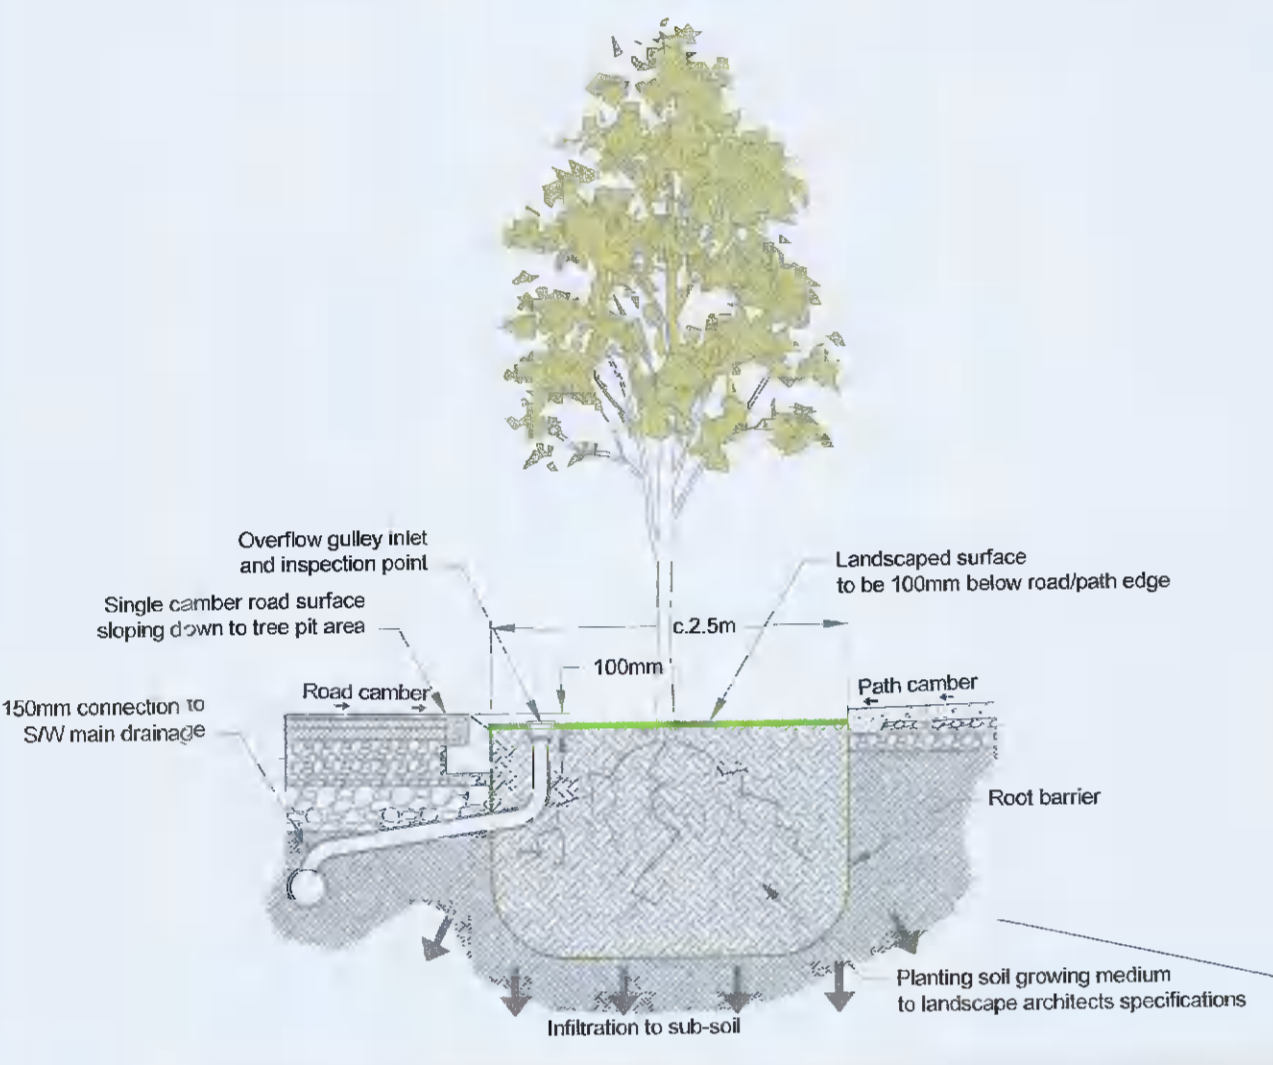 Overflow gulley inlet
and inspection point
Landscaped surface
to be 100mm below road/path edge
Single camber road surface
sloping down to tree pit area
c.2.5m
100mm
Road camber
Path camber
150mm connection to
S/W main drainage
Root barrier
Planting soil growing medium
to landscape architects specifications
Infiltration to sub-soil